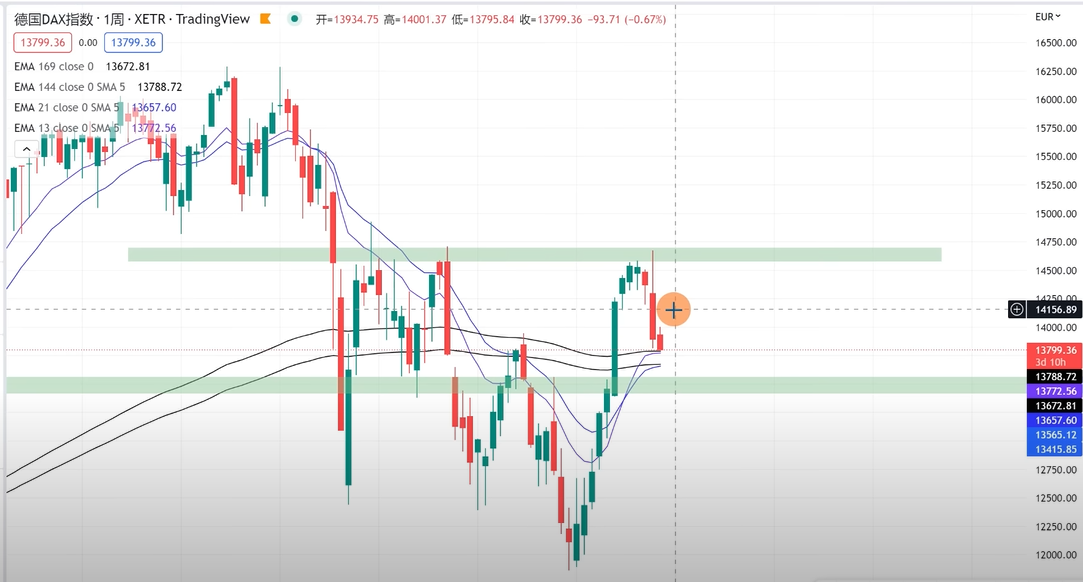 德国DAX指数 · 1周 · XETR · TradingView 开=13934.75 高=14001.37 低=13795.84 收=13799.36 −93.71 (−0.67%)
13799.36 0.00 13799.36
EMA 169 close 0 13672.81
EMA 144 close 0 SMA 5 13788.72
EMA 21 close 0 SMA 5 13657.60
EMA 13 close 0 SMA 5 13772.56
EUR
16500.00
16250.00
16000.00
15750.00
15500.00
15250.00
15000.00
14750.00
14500.00
14250.00
14156.89
14000.00
13799.36
3d 10h
13788.72
13772.56
13672.81
13657.60
13565.12
13415.85
12750.00
12500.00
12250.00
12000.00